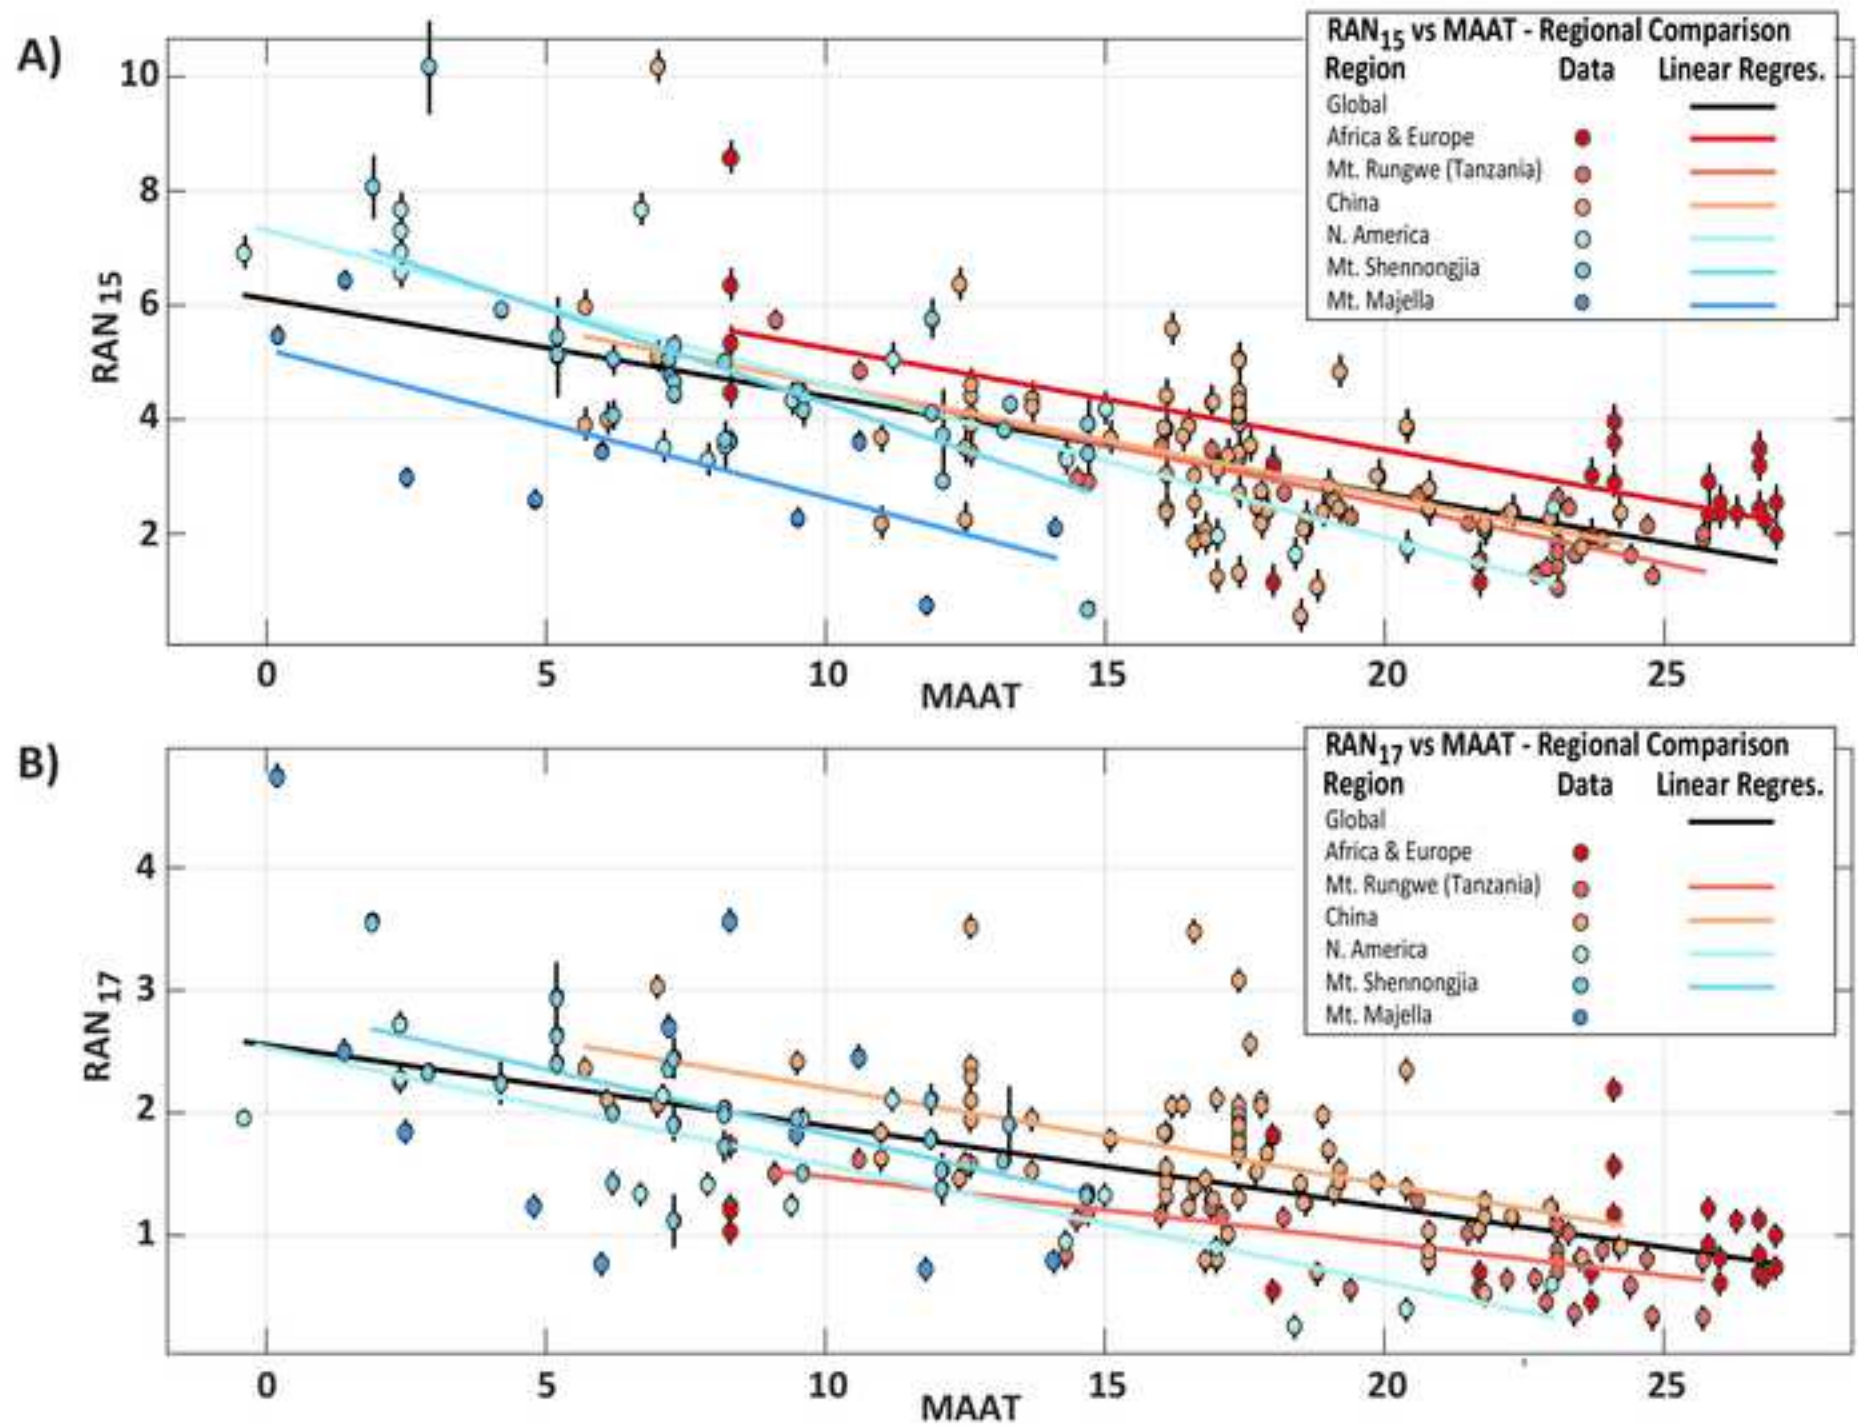 A)
RAN15 vs MAAT - Regional Comparison
Region Data Linear Regres.
Global
Africa & Europe
Mt. Rungwe (Tanzania)
China
N. America
Mt. Shennongjia
Mt. Majella
10
8
6
4
2
RAN15
0 5 10 15 20 25
MAAT
B)
RAN17 vs MAAT - Regional Comparison
Region Data Linear Regres.
Global
Africa & Europe
Mt. Rungwe (Tanzania)
China
N. America
Mt. Shennongjia
Mt. Majella
4
3
2
1
RAN17
0 5 10 15 20 25
MAAT